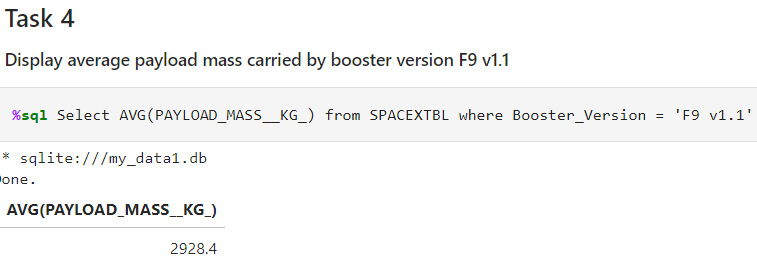 Task 4
Display average payload mass carried by booster version F9 v1.1
%sql Select AVG(PAYLOAD_MASS__KG_) from SPACEXTBL where Booster_Version = 'F9 v1.1'
* sqlite:///my_data1.db
Done.
AVG(PAYLOAD_MASS__KG_)
2928.4